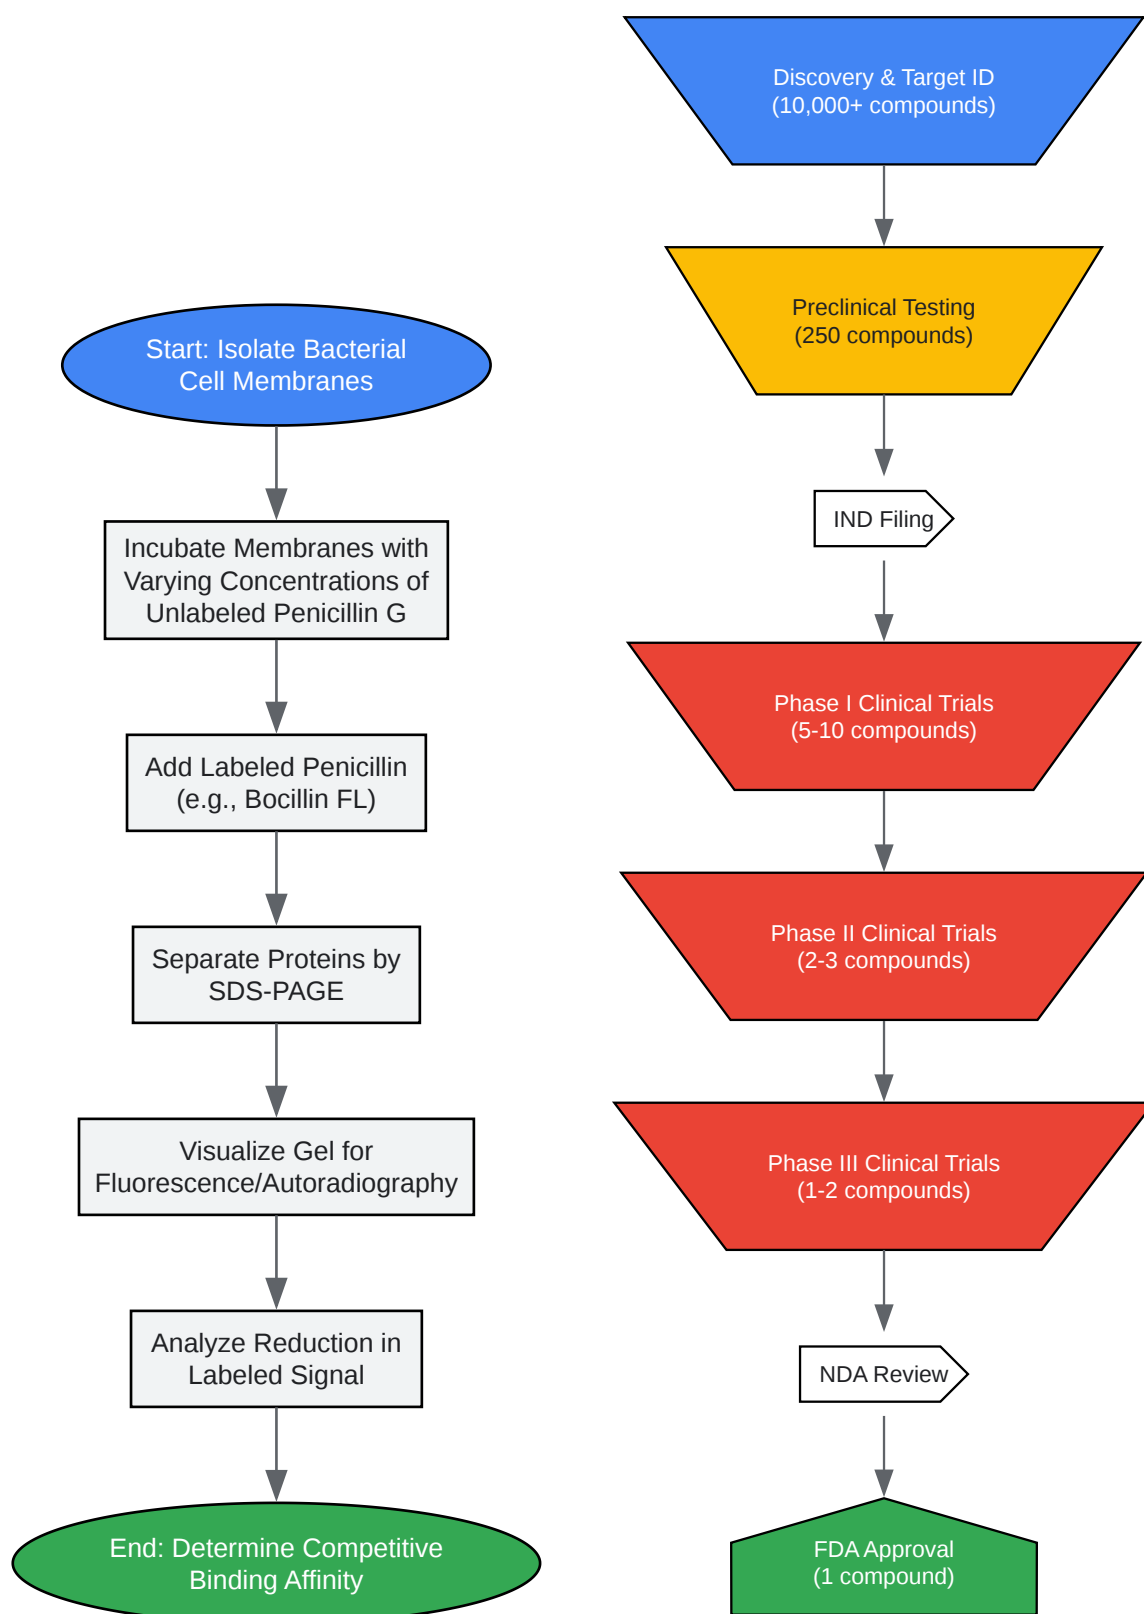 Start: Isolate Bacterial
Cell Membranes
Incubate Membranes with
Varying Concentrations of
Unlabeled Penicillin G
Add Labeled Penicillin
(e.g., Bocillin FL)
Separate Proteins by
SDS-PAGE
Visualize Gel for
Fluorescence/Autoradiography
Analyze Reduction in
Labeled Signal
End: Determine Competitive
Binding Affinity
Discovery & Target ID
(10,000+ compounds)
Preclinical Testing
(250 compounds)
IND Filing
Phase I Clinical Trials
(5-10 compounds)
Phase II Clinical Trials
(2-3 compounds)
Phase III Clinical Trials
(1-2 compounds)
NDA Review
FDA Approval
(1 compound)